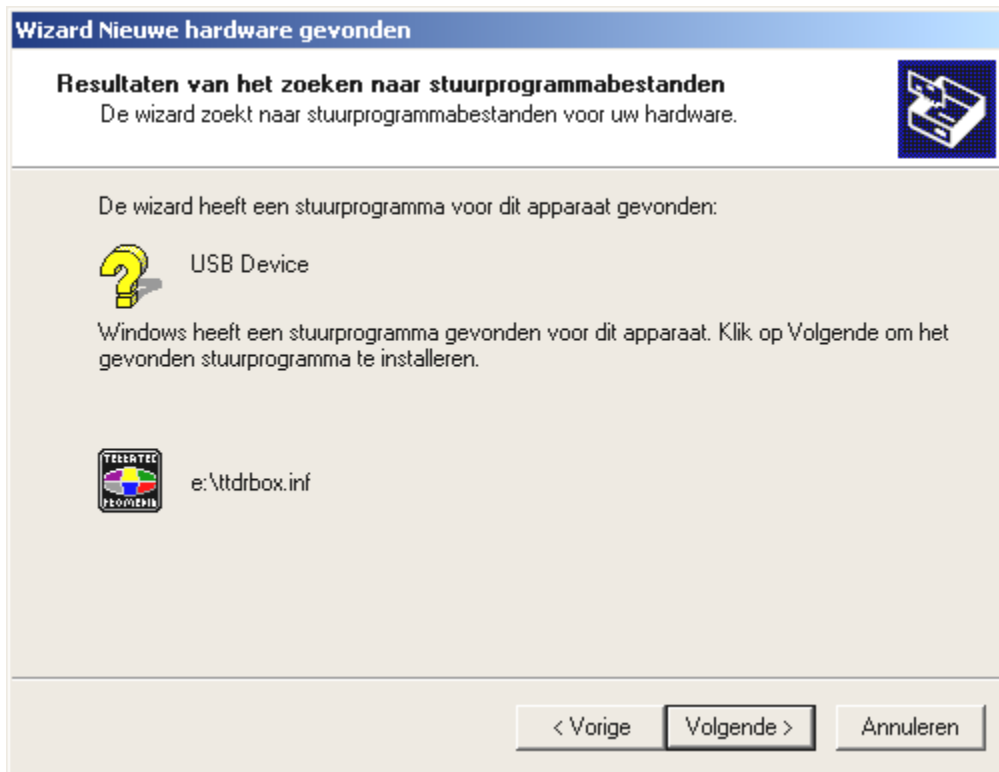 Wizard Nieuwe hardware gevonden
Resultaten van het zoeken naar stuurprogrammabestanden
De wizard zoekt naar stuurprogrammabestanden voor uw hardware.
De wizard heeft een stuurprogramma voor dit apparaat gevonden:
USB Device
Windows heeft een stuurprogramma gevonden voor dit apparaat. Klik op Volgende om het
gevonden stuurprogramma te installeren.
TERRATEC
PROMEDIA
e:\ttdrbox.inf
< Vorige
Volgende >
Annuleren